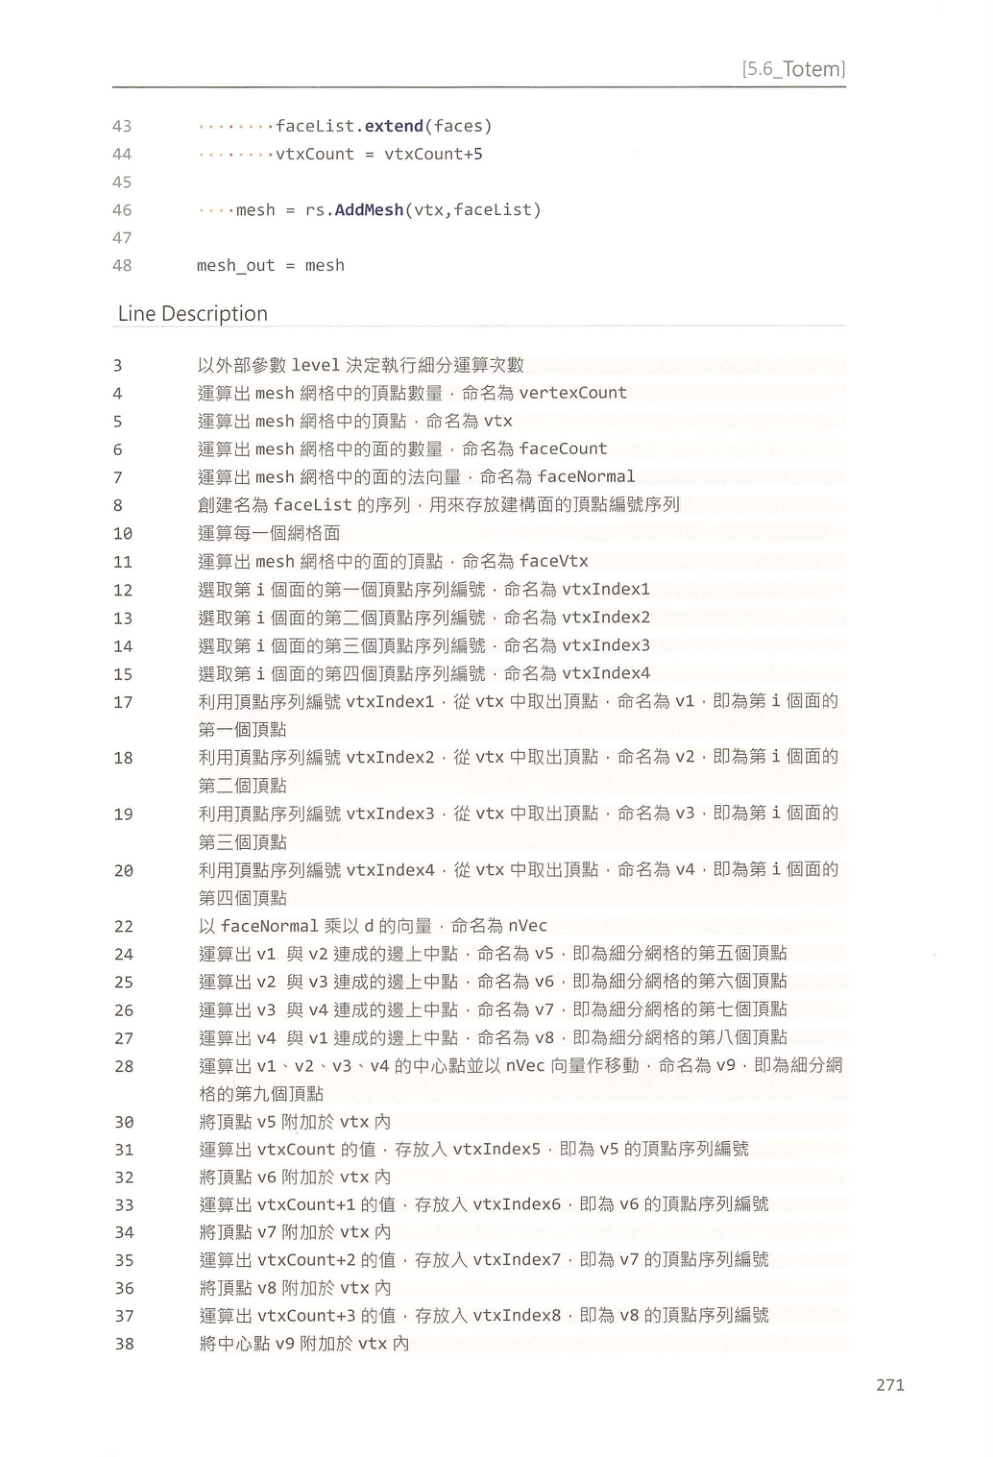 [5.6_Totem]
43 ········faceList.extend(faces)
44 ········vtxCount = vtxCount+5
45
46 ····mesh = rs.AddMesh(vtx,faceList)
47
48 mesh_out = mesh
Line Description
3 以外部參數 level 決定執行細分運算次數
4 運算出 mesh 網格中的頂點數量，命名為 vertexCount
5 運算出 mesh 網格中的頂點，命名為 vtx
6 運算出 mesh 網格中的面的數量，命名為 faceCount
7 運算出 mesh 網格中的面的法向量，命名為 faceNormal
8 創建名為 faceList 的序列，用來存放建構面的頂點編號序列
10 運算每一個網格面
11 運算出 mesh 網格中的面的頂點，命名為 faceVtx
12 選取第 i 個面的第一個頂點序列編號，命名為 vtxIndex1
13 選取第 i 個面的第二個頂點序列編號，命名為 vtxIndex2
14 選取第 i 個面的第三個頂點序列編號，命名為 vtxIndex3
15 選取第 i 個面的第四個頂點序列編號，命名為 vtxIndex4
17 利用頂點序列編號 vtxIndex1，從 vtx 中取出頂點，命名為 v1，即為第 i 個面的
第一個頂點
18 利用頂點序列編號 vtxIndex2，從 vtx 中取出頂點，命名為 v2，即為第 i 個面的
第二個頂點
19 利用頂點序列編號 vtxIndex3，從 vtx 中取出頂點，命名為 v3，即為第 i 個面的
第三個頂點
20 利用頂點序列編號 vtxIndex4，從 vtx 中取出頂點，命名為 v4，即為第 i 個面的
第四個頂點
22 以 faceNormal 乘以 d 的向量，命名為 nVec
24 運算出 v1 與 v2 連成的邊上中點，命名為 v5，即為細分網格的第五個頂點
25 運算出 v2 與 v3 連成的邊上中點，命名為 v6，即為細分網格的第六個頂點
26 運算出 v3 與 v4 連成的邊上中點，命名為 v7，即為細分網格的第七個頂點
27 運算出 v4 與 v1 連成的邊上中點，命名為 v8，即為細分網格的第八個頂點
28 運算出 v1、v2、v3、v4 的中心點並以 nVec 向量作移動，命名為 v9，即為細分網
格的第九個頂點
30 將頂點 v5 附加於 vtx 內
31 運算出 vtxCount 的值，存放入 vtxIndex5，即為 v5 的頂點序列編號
32 將頂點 v6 附加於 vtx 內
33 運算出 vtxCount+1 的值，存放入 vtxIndex6，即為 v6 的頂點序列編號
34 將頂點 v7 附加於 vtx 內
35 運算出 vtxCount+2 的值，存放入 vtxIndex7，即為 v7 的頂點序列編號
36 將頂點 v8 附加於 vtx 內
37 運算出 vtxCount+3 的值，存放入 vtxIndex8，即為 v8 的頂點序列編號
38 將中心點 v9 附加於 vtx 內
271